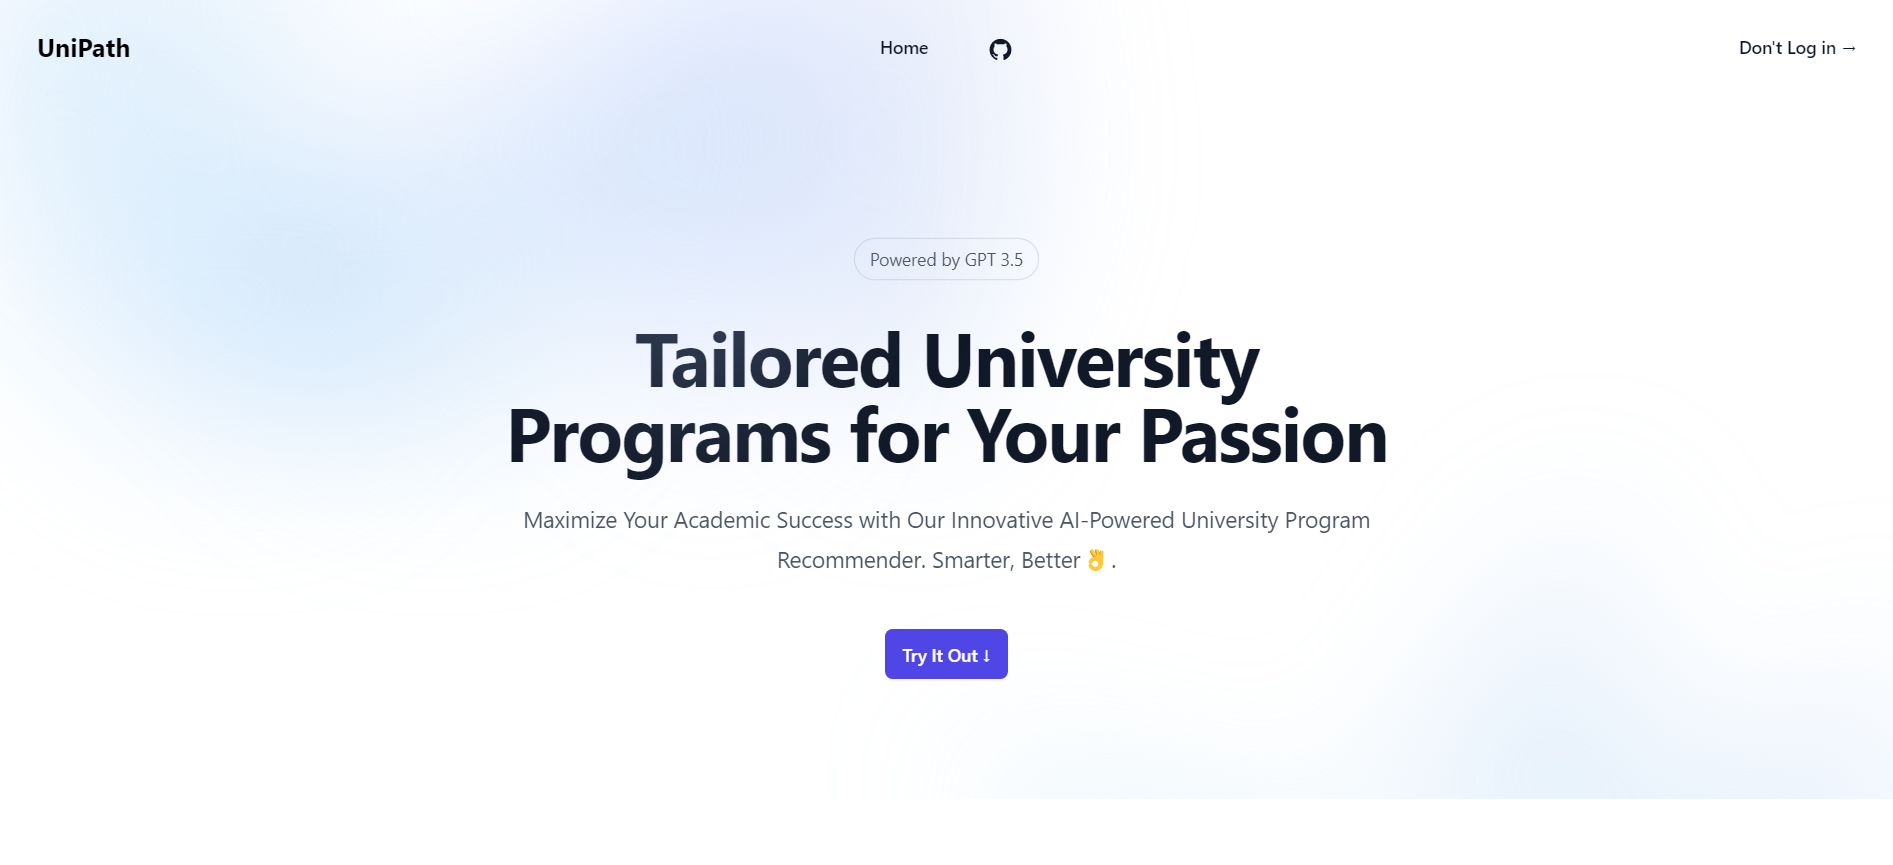 UniPath
Home
Don't Log in →
Powered by GPT 3.5
Tailored University
Programs for Your Passion
Maximize Your Academic Success with Our Innovative AI-Powered University Program
Recommender. Smarter, Better 👌 .
Try It Out ↓